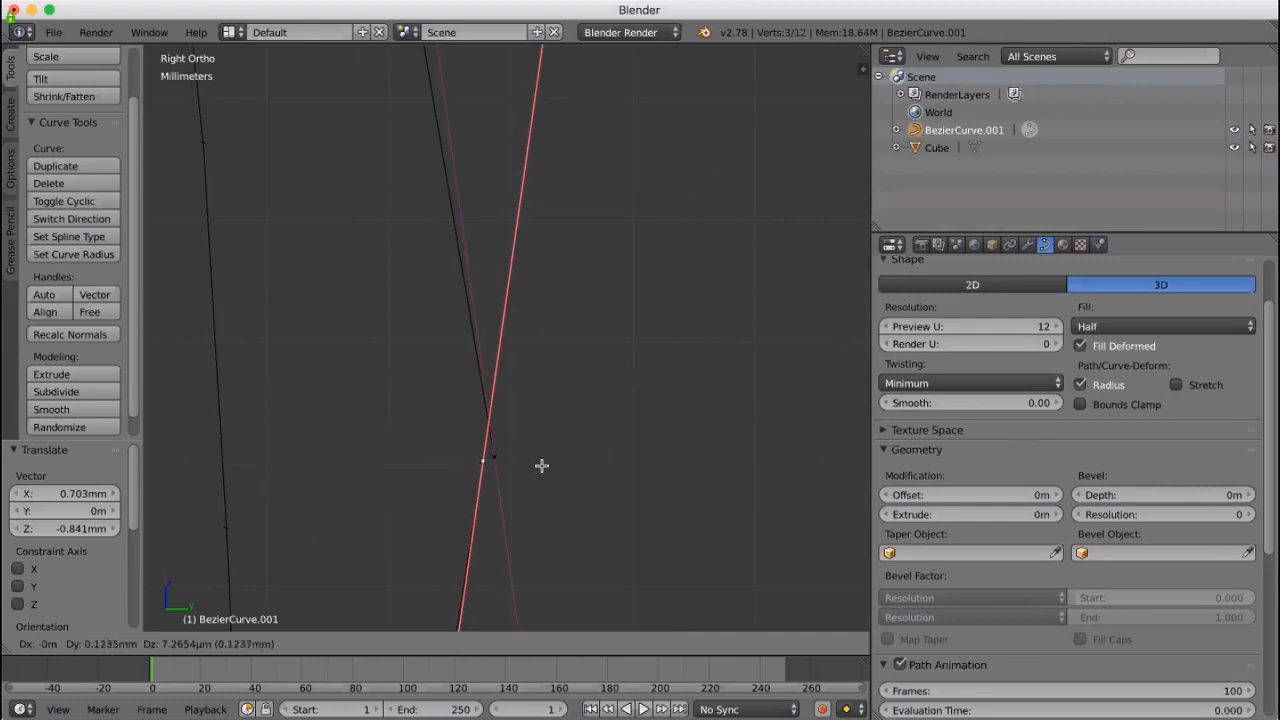 Blender
File Render Window Help Default Scene Blender Render v2.78 | Verts:3/12 | Mem:18.64M | BezierCurve.001
Tools
Create
Options
Grease Pencil
Scale
Tilt
Shrink/Fatten
Curve Tools
Curve:
Duplicate
Delete
Toggle Cyclic
Switch Direction
Set Spline Type
Set Curve Radius
Handles:
Auto Vector
Align Free
Recalc Normals
Modeling:
Extrude
Subdivide
Smooth
Randomize
Translate
Vector
X: 0.703mm
Y: 0m
Z: -0.841mm
Constraint Axis
X
Y
Z
Orientation
Right Ortho
Millimeters
z
y
(1) BezierCurve.001
Dx: -0m Dy: 0.1235mm Dz: 7.2654µm (0.1237mm)
View Search All Scenes
Scene
RenderLayers
World
BezierCurve.001
Cube
Shape
2D 3D
Resolution: Fill:
Preview U: 12 Half
Render U: 0 Fill Deformed
Twisting: Path/Curve-Deform:
Minimum Radius Stretch
Smooth: 0.00 Bounds Clamp
Texture Space
Geometry
Modification: Bevel:
Offset: 0m Depth: 0m
Extrude: 0m Resolution: 0
Taper Object: Bevel Object:
Bevel Factor:
Resolution Start: 0.000
Resolution End: 1.000
Map Taper Fill Caps
Path Animation
Frames: 100
Evaluation Time: 0.000
-40 -20 0 20 40 60 80 100 120 140 160 180 200 220 240 260
View Marker Frame Playback Start: 1 End: 250 1 No Sync